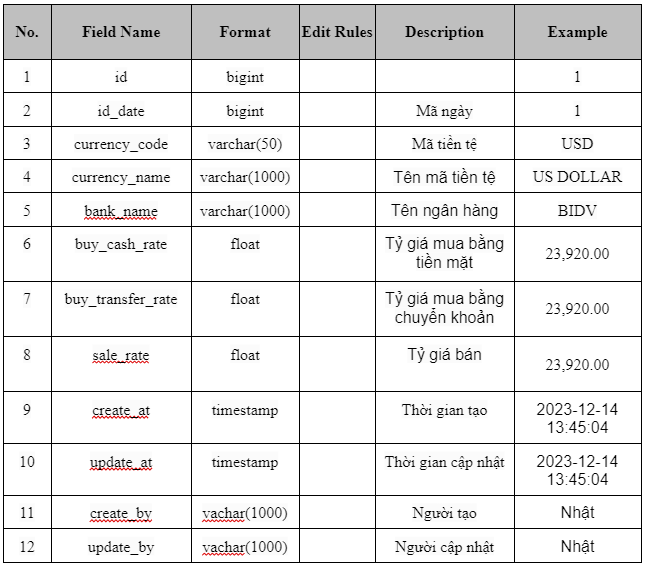 No. Field Name Format Edit Rules Description Example
1 id bigint 1
2 id_date bigint Mã ngày 1
3 currency_code varchar(50) Mã tiền tệ USD
4 currency_name varchar(1000) Tên mã tiền tệ US DOLLAR
5 bank_name varchar(1000) Tên ngân hàng BIDV
6 buy_cash_rate float Tỷ giá mua bằng
tiền mặt 23,920.00
7 buy_transfer_rate float Tỷ giá mua bằng
chuyển khoản 23,920.00
8 sale_rate float Tỷ giá bán 23,920.00
9 create_at timestamp Thời gian tạo 2023-12-14
13:45:04
10 update_at timestamp Thời gian cập nhật 2023-12-14
13:45:04
11 create_by vachar(1000) Người tạo Nhật
12 update_by vachar(1000) Người cập nhật Nhật